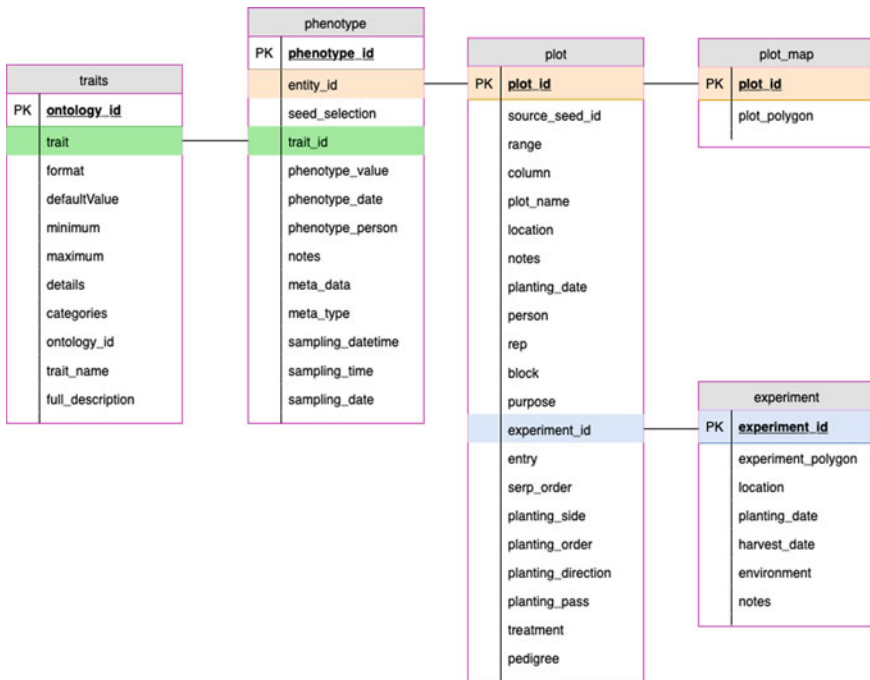 traits
PK ontology_id
trait
format
defaultValue
minimum
maximum
details
categories
ontology_id
trait_name
full_description
phenotype
PK phenotype_id
entity_id
seed_selection
trait_id
phenotype_value
phenotype_date
phenotype_person
notes
meta_data
meta_type
sampling_datetime
sampling_time
sampling_date
plot
PK plot_id
source_seed_id
range
column
plot_name
location
notes
planting_date
person
rep
block
purpose
experiment_id
entry
serp_order
planting_side
planting_order
planting_direction
planting_pass
treatment
pedigree
plot_map
PK plot_id
plot_polygon
experiment
PK experiment_id
experiment_polygon
location
planting_date
harvest_date
environment
notes